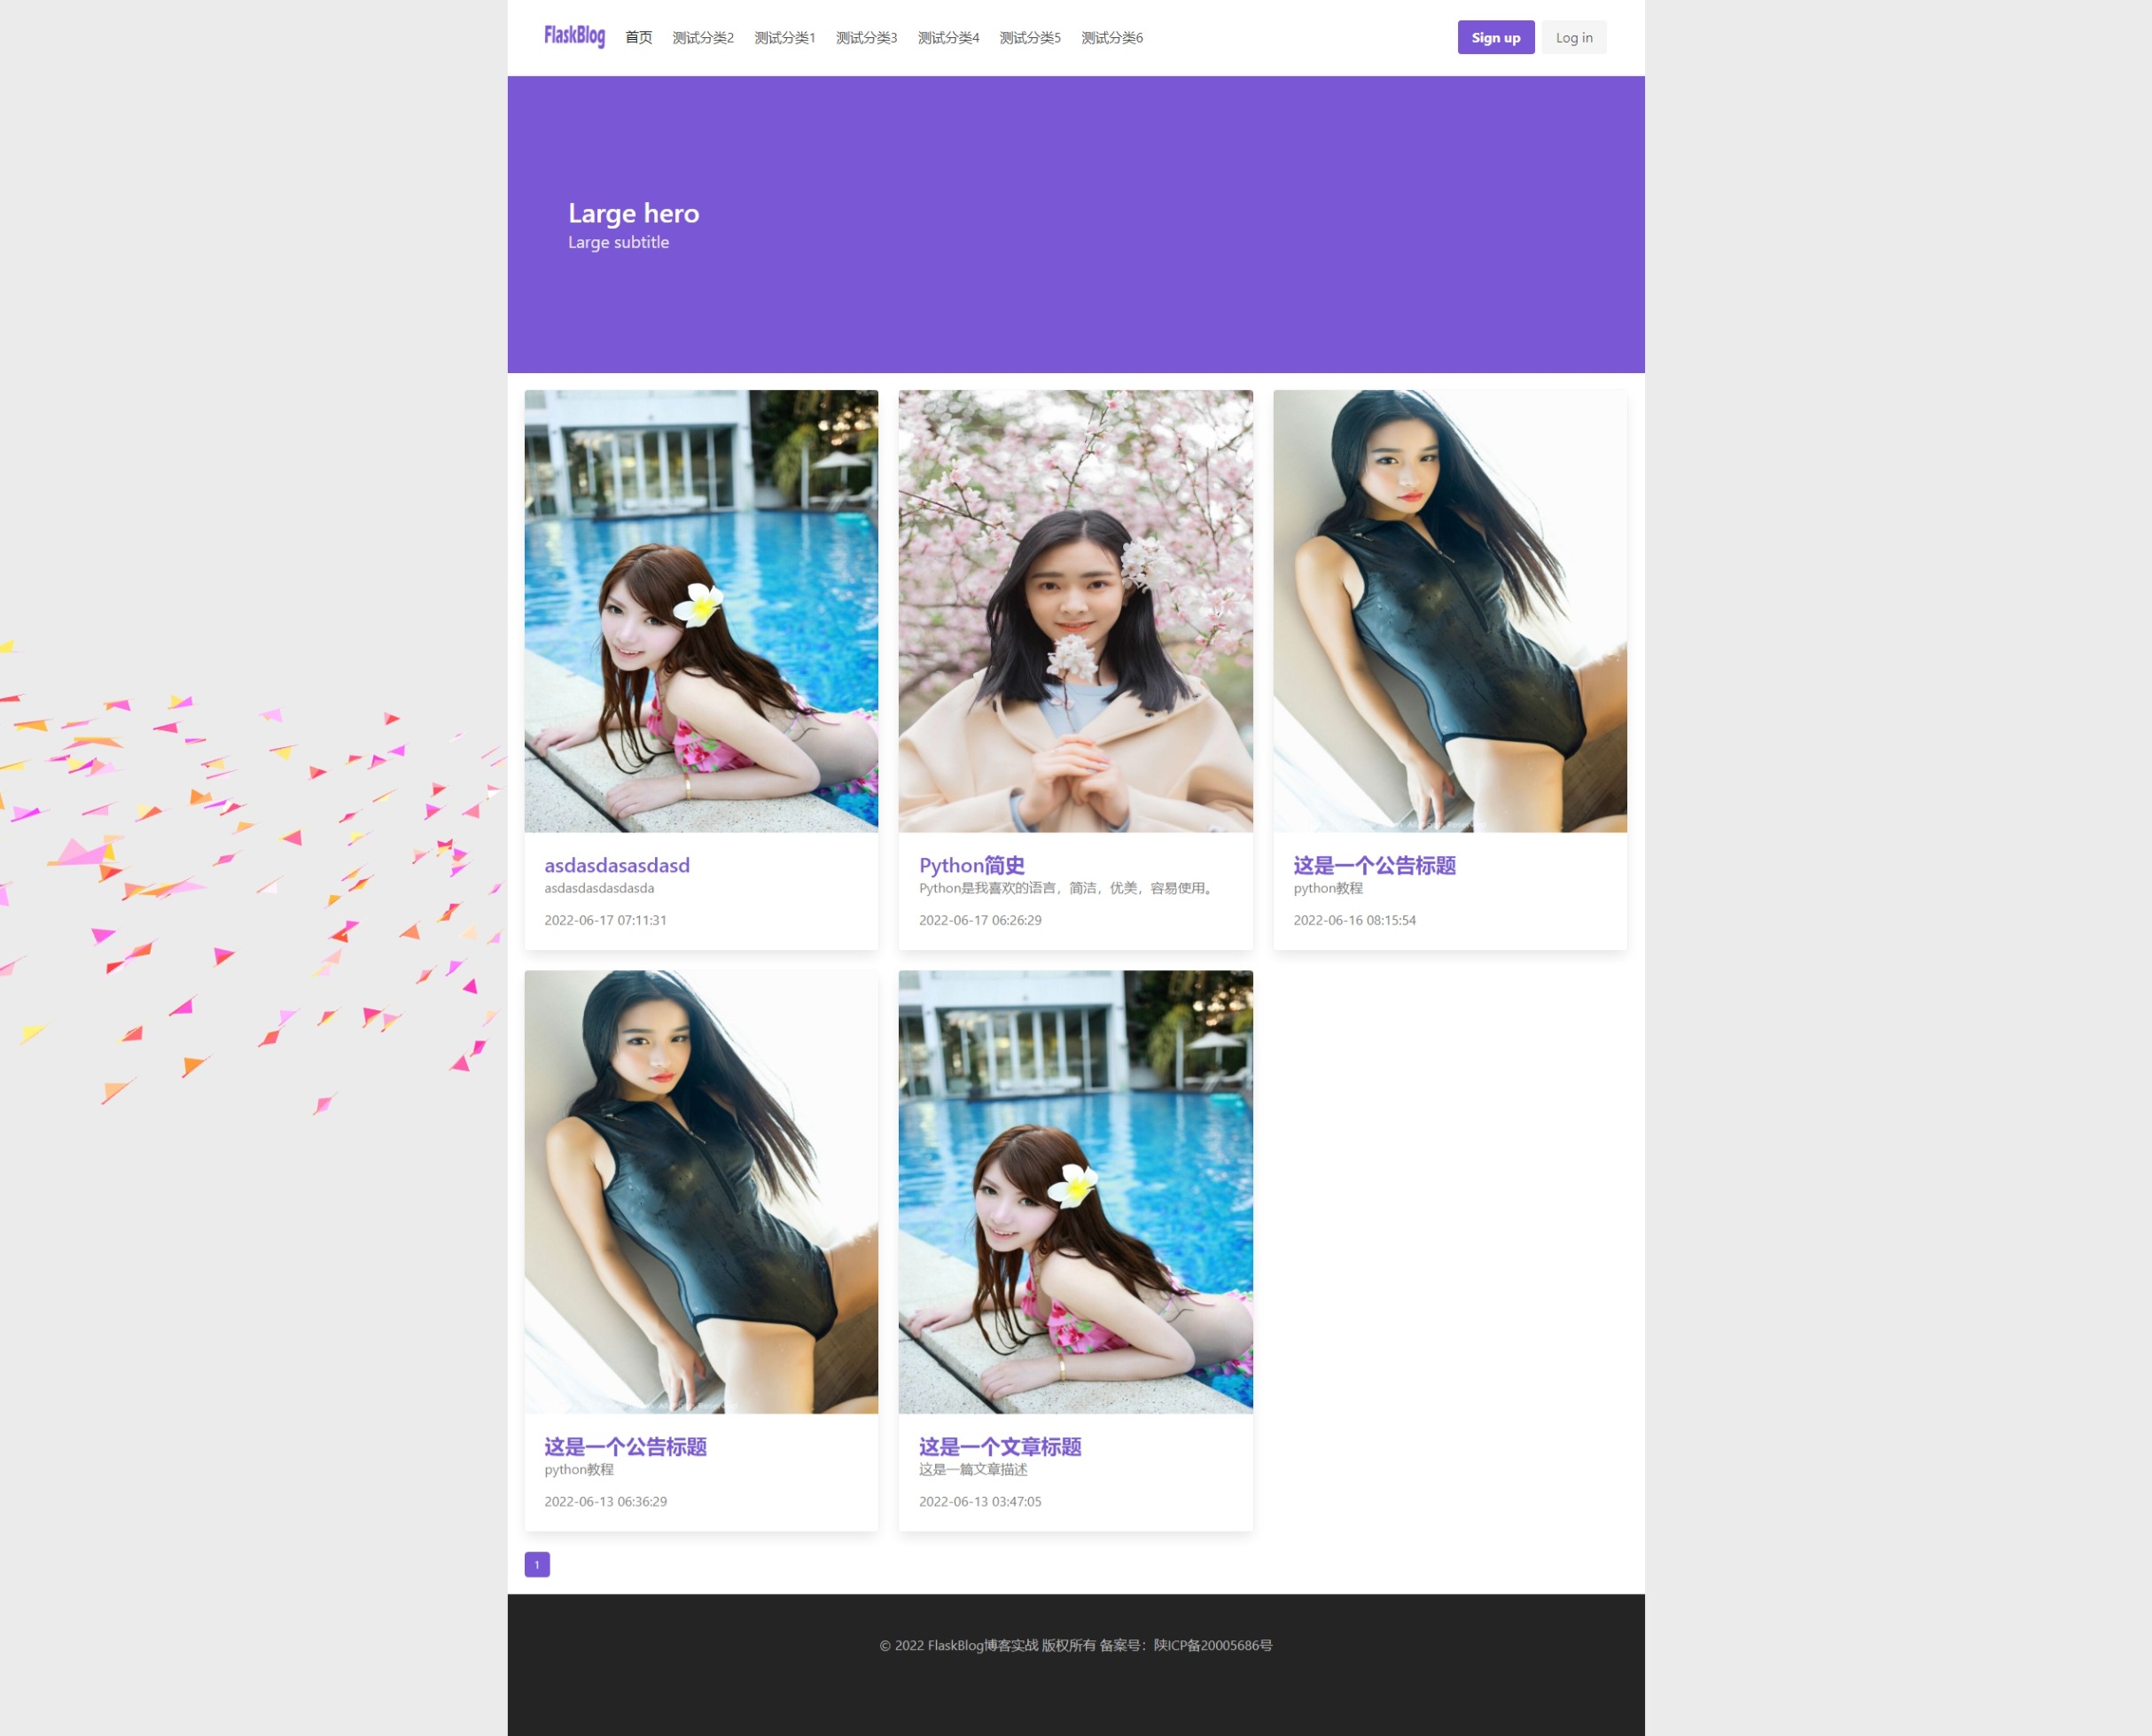 FlaskBlog 首页 测试分类2 测试分类1 测试分类3 测试分类4 测试分类5 测试分类6 Sign up Log in
Large hero
Large subtitle
asdasdasasdasd
asdasdasdasdasda
2022-06-17 07:11:31
Python简史
Python是我喜欢的语言，简洁，优美，容易使用。
2022-06-17 06:26:29
这是一个公告标题
python教程
2022-06-16 08:15:54
这是一个公告标题
python教程
2022-06-13 06:36:29
这是一个文章标题
这是一篇文章描述
2022-06-13 03:47:05
1
© 2022 FlaskBlog博客实战 版权所有 备案号：陕ICP备20005686号